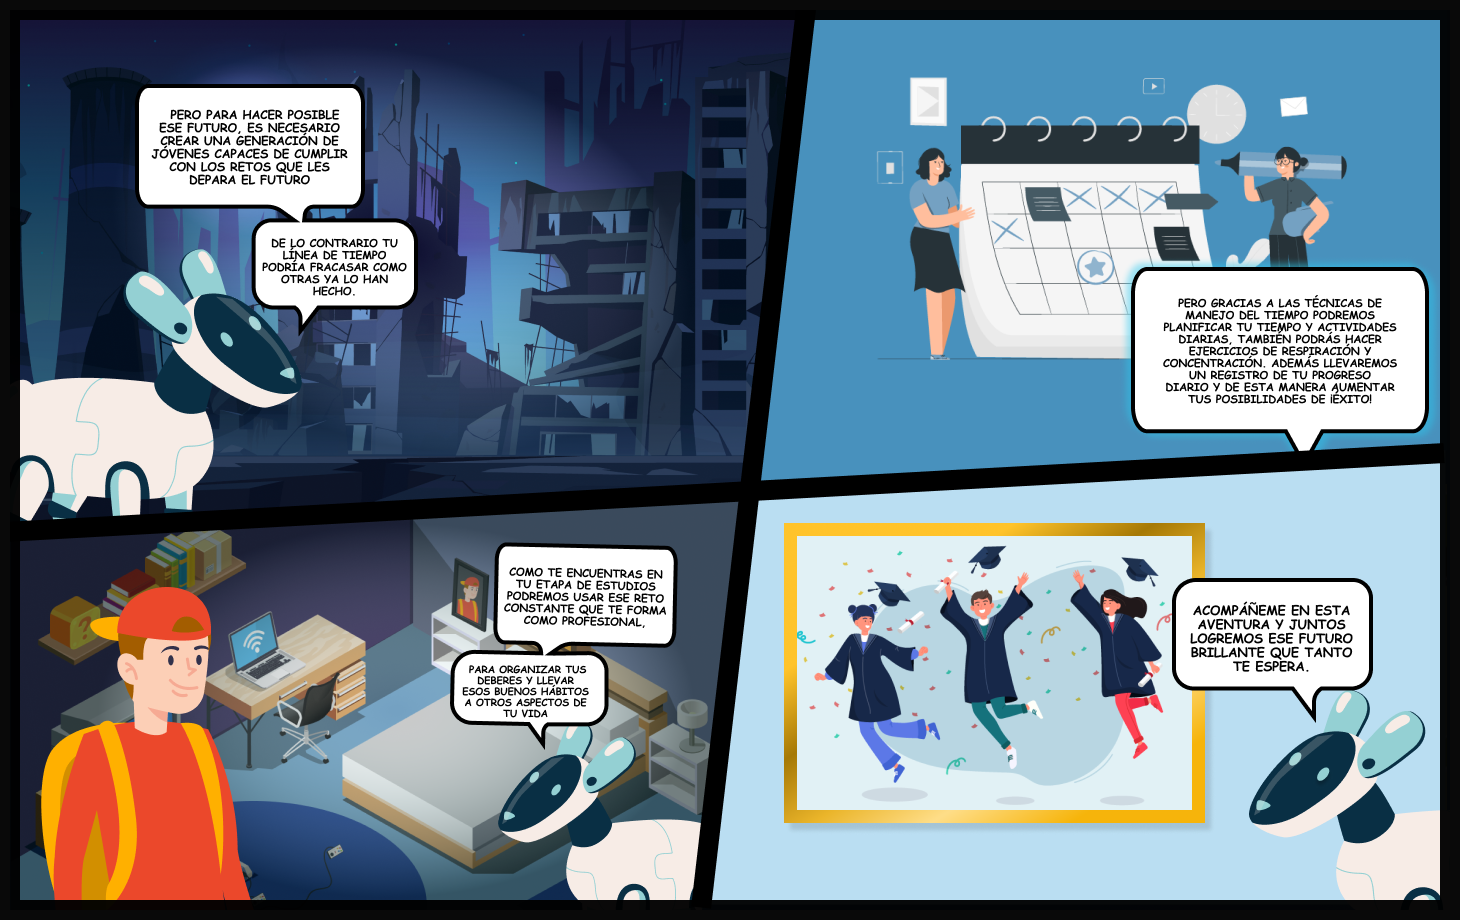 PERO PARA HACER POSIBLE
ESE FUTURO, ES NECESARIO
CREAR UNA GENERACIÓN DE
JÓVENES CAPACES DE CUMPLIR
CON LOS RETOS QUE LES
DEPARA EL FUTURO
DE LO CONTRARIO TU
LÍNEA DE TIEMPO
PODRÍA FRACASAR COMO
OTRAS YA LO HAN
HECHO.
PERO GRACIAS A LAS TÉCNICAS DE
MANEJO DEL TIEMPO PODREMOS
PLANIFICAR TU TIEMPO Y ACTIVIDADES
DIARIAS, TAMBIÉN PODRÁS HACER
EJERCICIOS DE RESPIRACIÓN Y
CONCENTRACIÓN. ADEMÁS LLEVAREMOS
UN REGISTRO DE TU PROGRESO
DIARIO Y DE ESTA MANERA AUMENTAR
TUS POSIBILIDADES DE ¡ÉXITO!
COMO TE ENCUENTRAS EN
TU ETAPA DE ESTUDIOS
PODREMOS USAR ESE RETO
CONSTANTE QUE TE FORMA
COMO PROFESIONAL,
PARA ORGANIZAR TUS
DEBERES Y LLEVAR
ESOS BUENOS HÁBITOS
A OTROS ASPECTOS DE
TU VIDA
ACOMPÁÑEME EN ESTA
AVENTURA Y JUNTOS
LOGREMOS ESE FUTURO
BRILLANTE QUE TANTO
TE ESPERA.